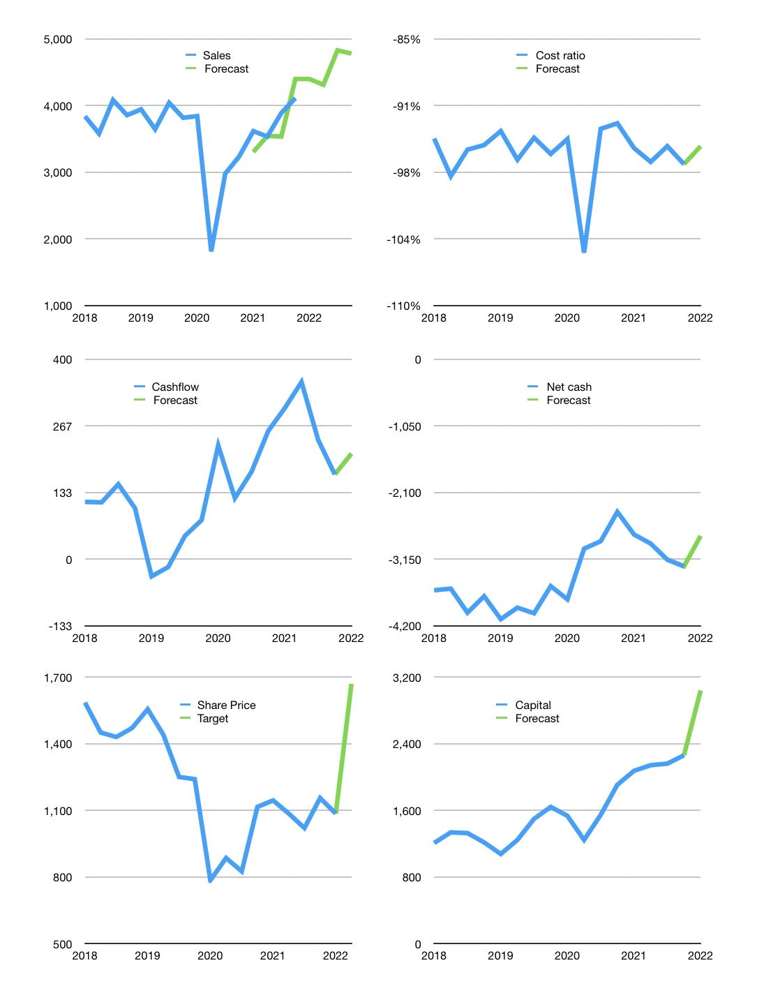 5,000
Sales
Forecast
4,000
3,000
2,000
1,000
2018 2019 2020 2021 2022
-85%
Cost ratio
Forecast
-91%
-98%
-104%
-110%
2018 2019 2020 2021 2022
400
Cashflow
Forecast
267
133
0
-133
2018 2019 2020 2021 2022
0
Net cash
Forecast
-1,050
-2,100
-3,150
-4,200
2018 2019 2020 2021 2022
1,700
Share Price
Target
1,400
1,100
800
500
2018 2019 2020 2021 2022
3,200
Capital
Forecast
2,400
1,600
800
0
2018 2019 2020 2021 2022